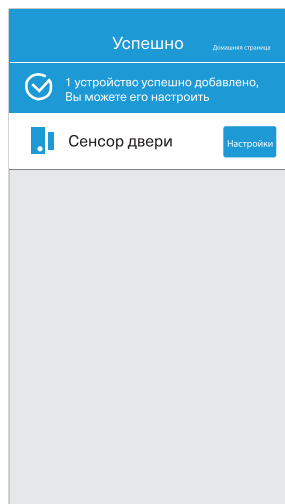 Успешно
Домашняя страница
1 устройство успешно добавлено,
Вы можете его настроить
Сенсор двери
Настройки